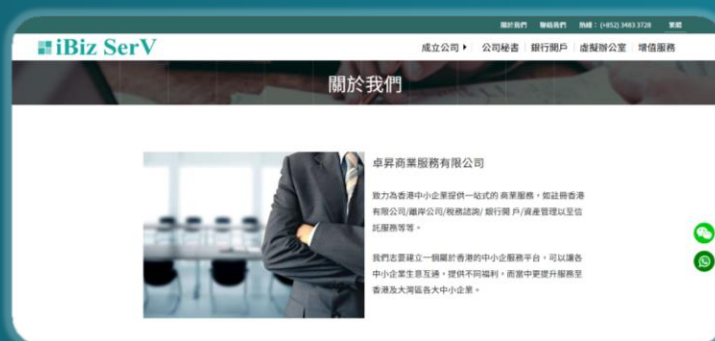 關於我們 聯絡我們 熱線：(+852) 3483 3728 繁體
iBiz SerV
成立公司 公司秘書 銀行開戶 虛擬辦公室 增值服務
關於我們
卓昇商業服務有限公司
致力為香港中小企業提供一站式的 商業服務，如註冊香港
有限公司/離岸公司/稅務諮詢/ 銀行開 戶/資產管理以至信
託服務等等。
我們志要建立一個屬於香港的中小企服務平台，可以讓各
中小企業生意互通，提供不同福利，而當中更提升服務至
香港及大灣區各大中小企業。